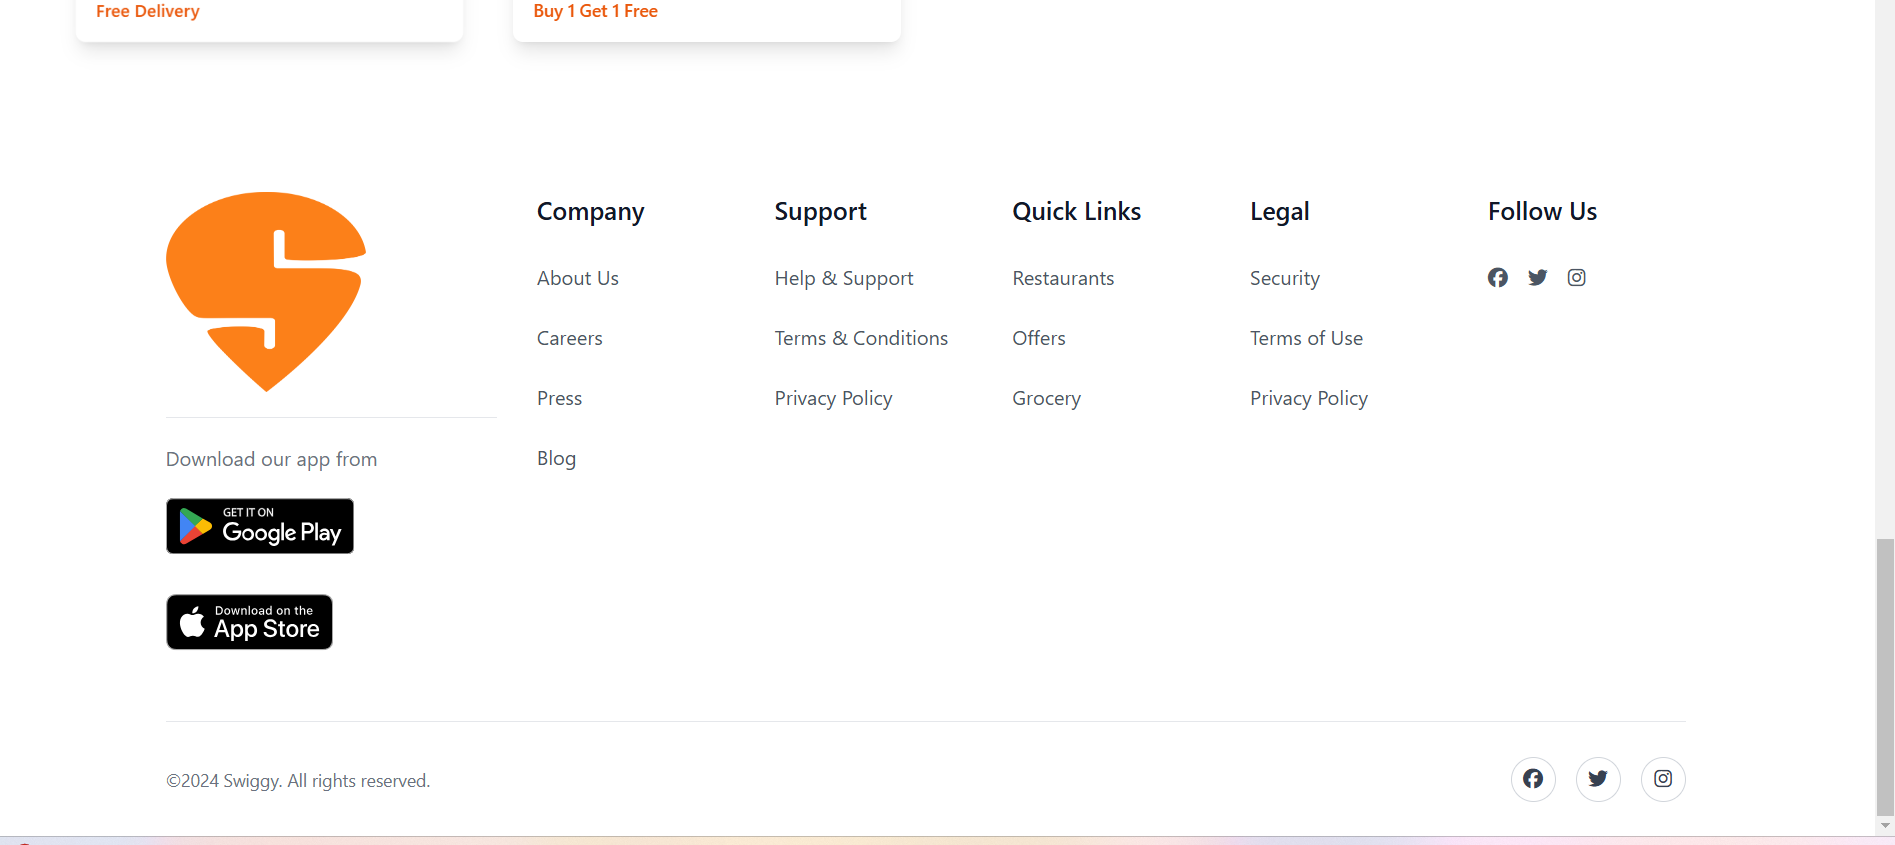 Free Delivery
Buy 1 Get 1 Free
Company
About Us
Careers
Press
Blog
Support
Help & Support
Terms & Conditions
Privacy Policy
Quick Links
Restaurants
Offers
Grocery
Legal
Security
Terms of Use
Privacy Policy
Follow Us
Download our app from
GET IT ON
Google Play
Download on the
App Store
©2024 Swiggy. All rights reserved.